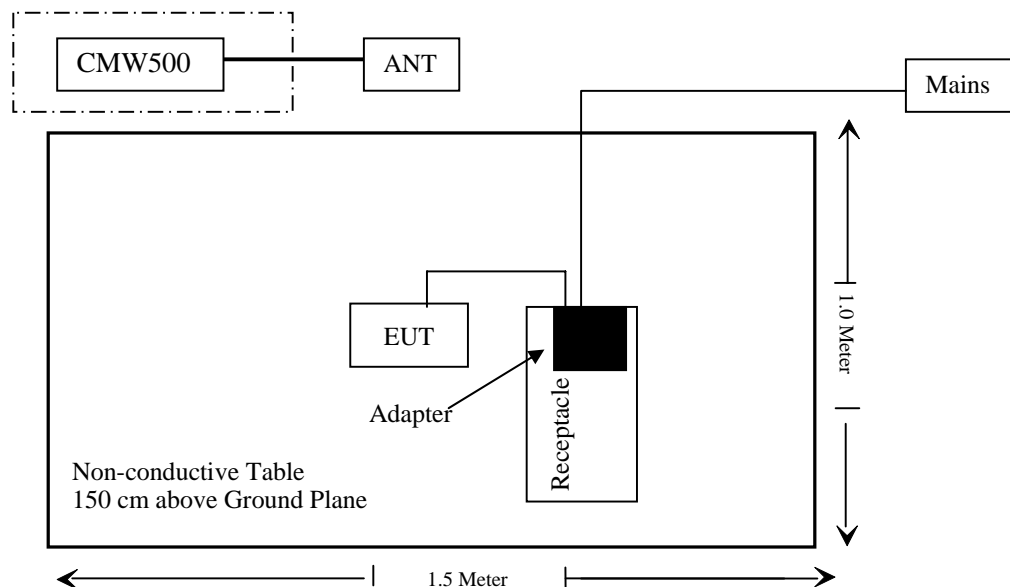 CMW500
ANT
Mains
EUT
Adapter
Receptacle
1.0 Meter
Non-conductive Table
150 cm above Ground Plane
1.5 Meter